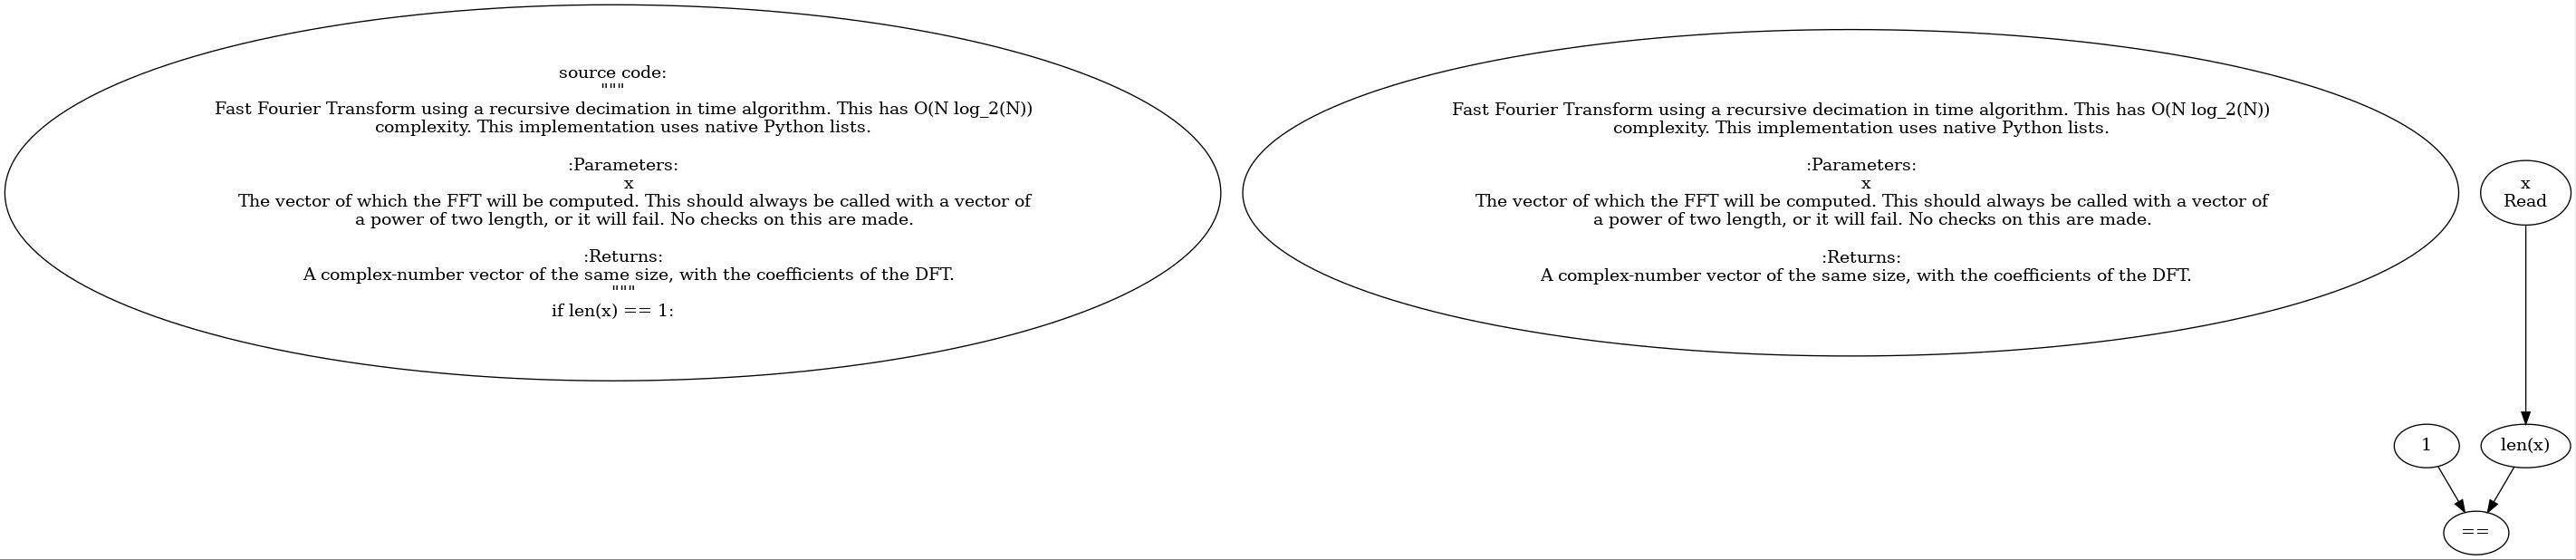 source code:
"""
Fast Fourier Transform using a recursive decimation in time algorithm. This has O(N log_2(N))
complexity. This implementation uses native Python lists.
:Parameters:
x
The vector of which the FFT will be computed. This should always be called with a vector of
a power of two length, or it will fail. No checks on this are made.
:Returns:
A complex-number vector of the same size, with the coefficients of the DFT.
"""
if len(x) == 1:
Fast Fourier Transform using a recursive decimation in time algorithm. This has O(N log_2(N))
complexity. This implementation uses native Python lists.
:Parameters:
x
The vector of which the FFT will be computed. This should always be called with a vector of
a power of two length, or it will fail. No checks on this are made.
:Returns:
A complex-number vector of the same size, with the coefficients of the DFT.
x
Read
1
len(x)
==